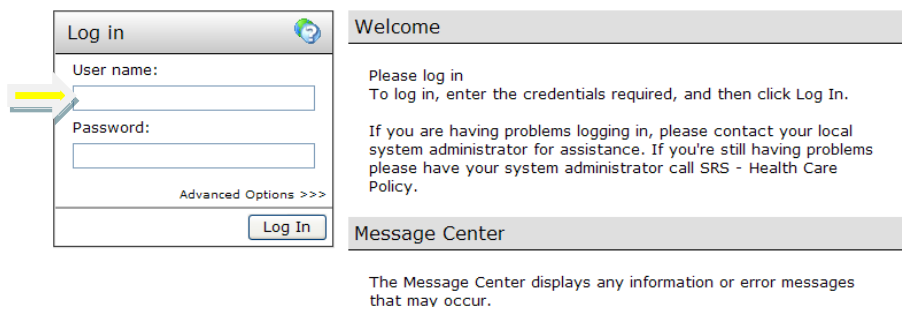 Log in
User name:
Password:
Advanced Options >>>
Log In
Welcome
Please log in
To log in, enter the credentials required, and then click Log In.
If you are having problems logging in, please contact your local
system administrator for assistance. If you're still having problems
please have your system administrator call SRS - Health Care
Policy.
Message Center
The Message Center displays any information or error messages
that may occur.